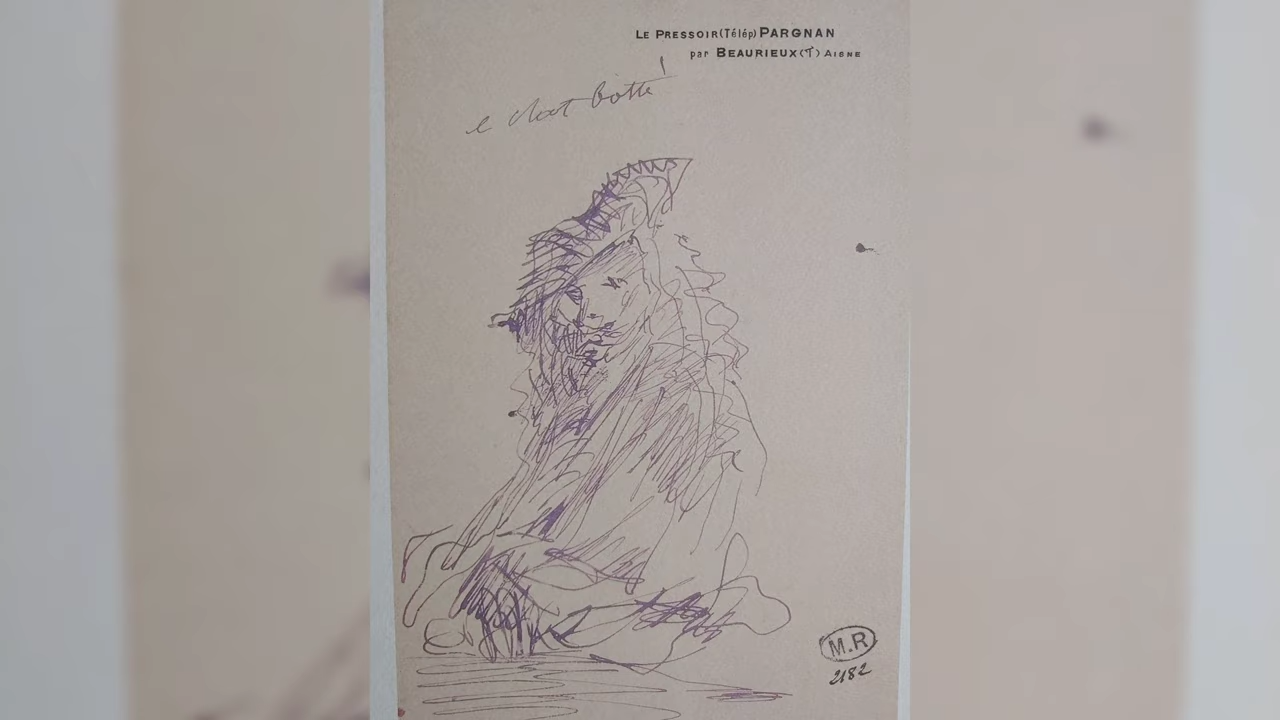 LE PRESSOIR (Télép) PARGNAN
par BEAURIEUX (T) AISNE
le chat botté
M.R
2182